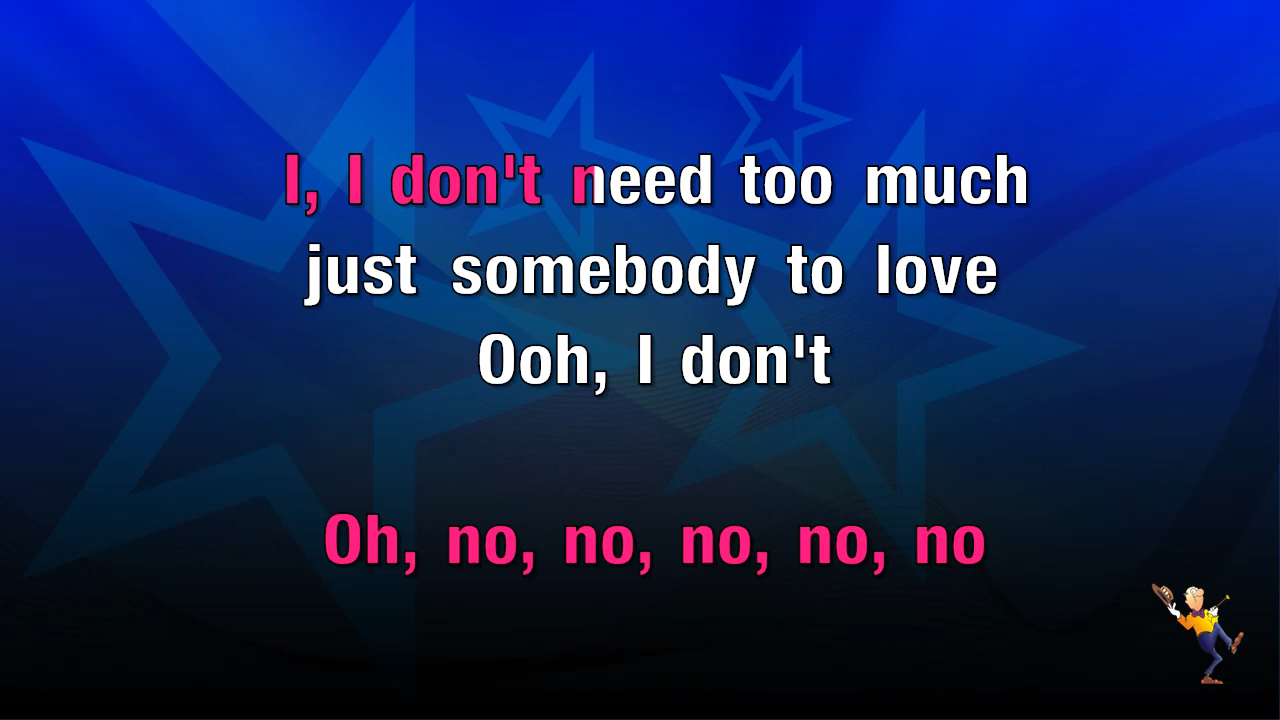 I, I don't need too much
just somebody to love
Ooh, I don't
Oh, no, no, no, no, no